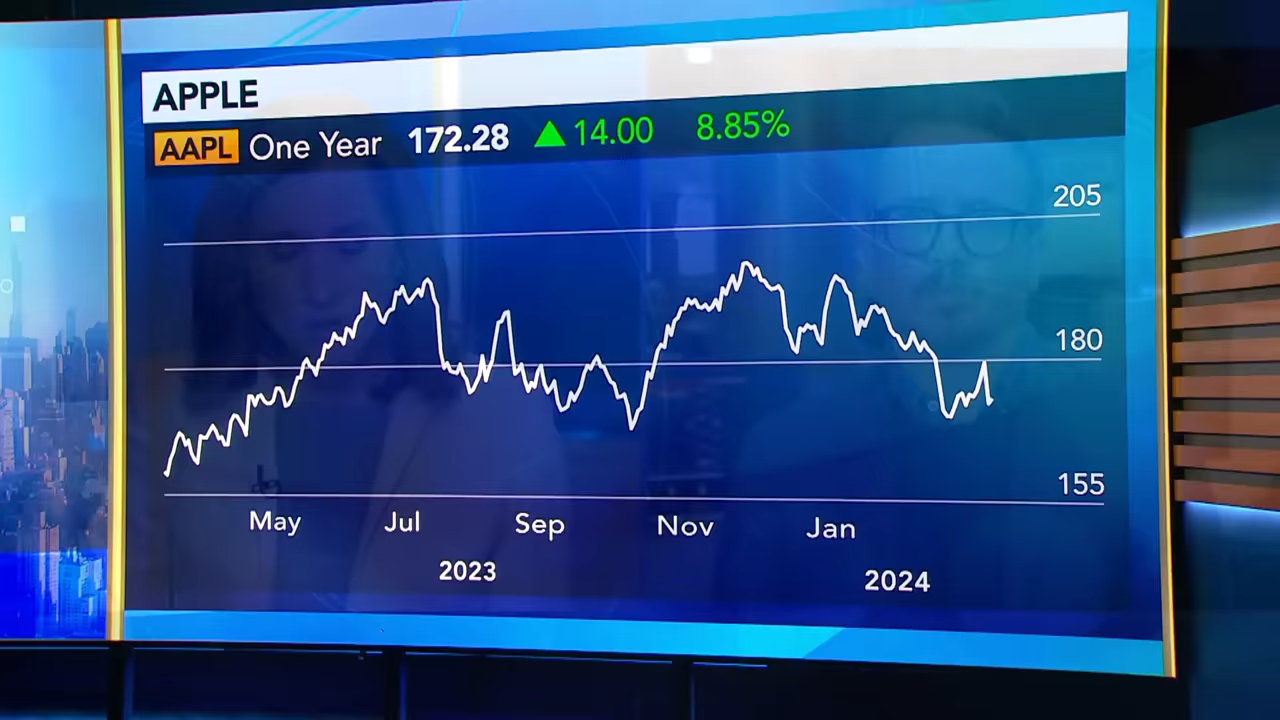 APPLE
AAPL One Year 172.28 ▲ 14.00 8.85%
205
180
155
May Jul Sep Nov Jan
2023 2024